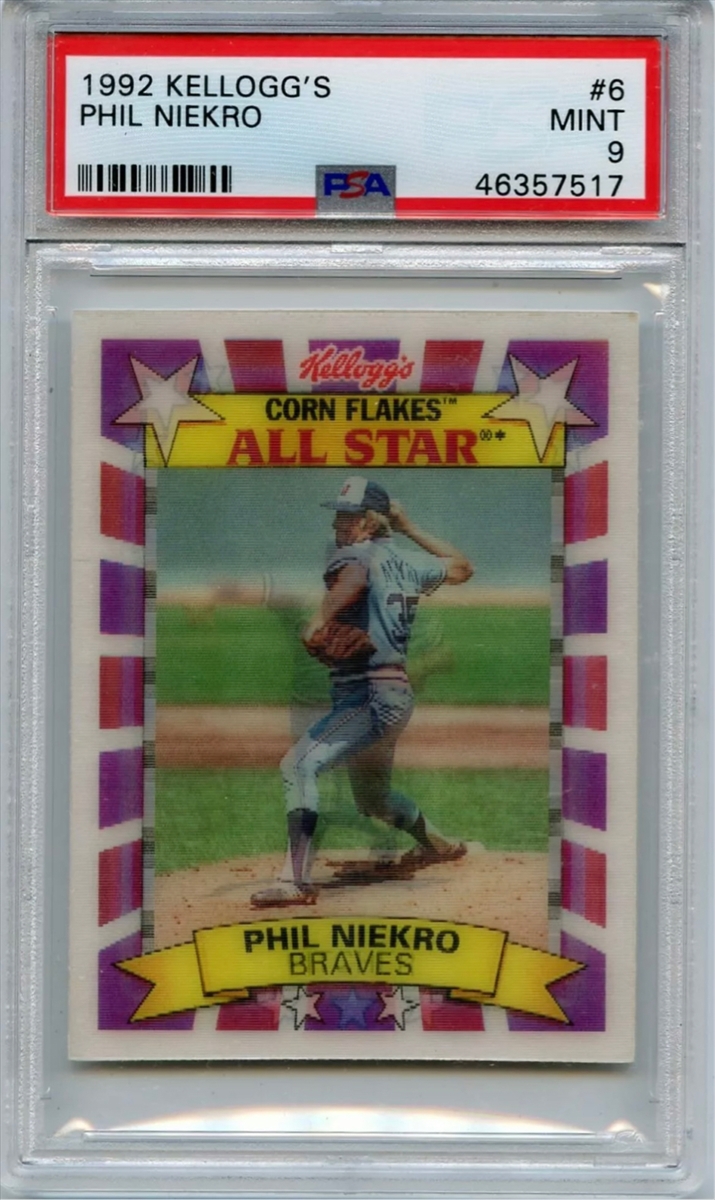 1992 KELLOGG'S #6
PHIL NIEKRO MINT
9
PSA 46357517
Kellogg's
CORN FLAKES™
ALL STAR®*
35
PHIL NIEKRO
BRAVES